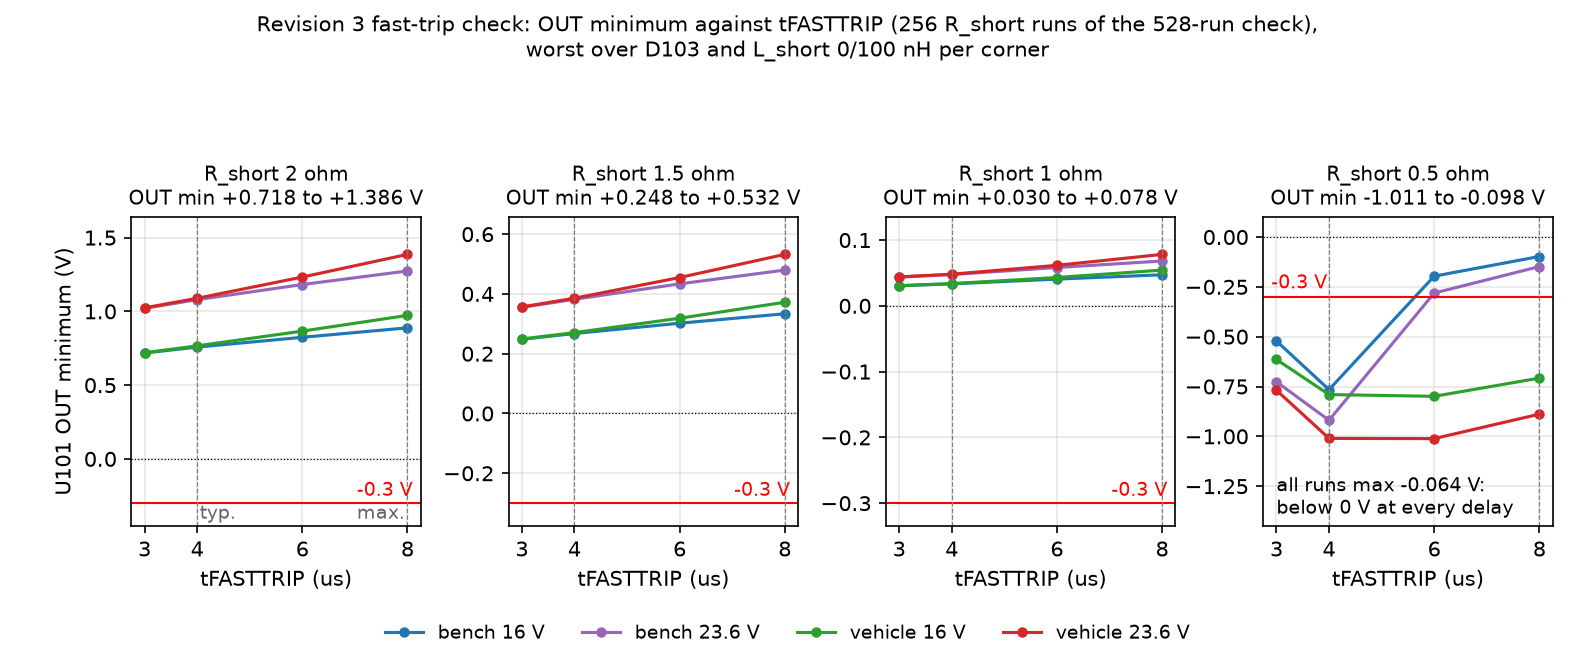 Revision 3 fast-trip check: OUT minimum against tFASTTRIP (256 R_short runs of the 528-run check),
worst over D103 and L_short 0/100 nH per corner
R_short 2 ohm
OUT min +0.718 to +1.386 V
U101 OUT minimum (V)
1.5
1.0
0.5
0.0
-0.3 V
typ.
max.
3 4 6 8
tFASTTRIP (us)
R_short 1.5 ohm
OUT min +0.248 to +0.532 V
0.6
0.4
0.2
0.0
−0.2
-0.3 V
3 4 6 8
tFASTTRIP (us)
R_short 1 ohm
OUT min +0.030 to +0.078 V
0.1
0.0
−0.1
−0.2
−0.3
-0.3 V
3 4 6 8
tFASTTRIP (us)
R_short 0.5 ohm
OUT min -1.011 to -0.098 V
0.00
−0.25
−0.50
−0.75
−1.00
−1.25
-0.3 V
all runs max -0.064 V:
below 0 V at every delay
3 4 6 8
tFASTTRIP (us)
bench 16 V bench 23.6 V vehicle 16 V vehicle 23.6 V